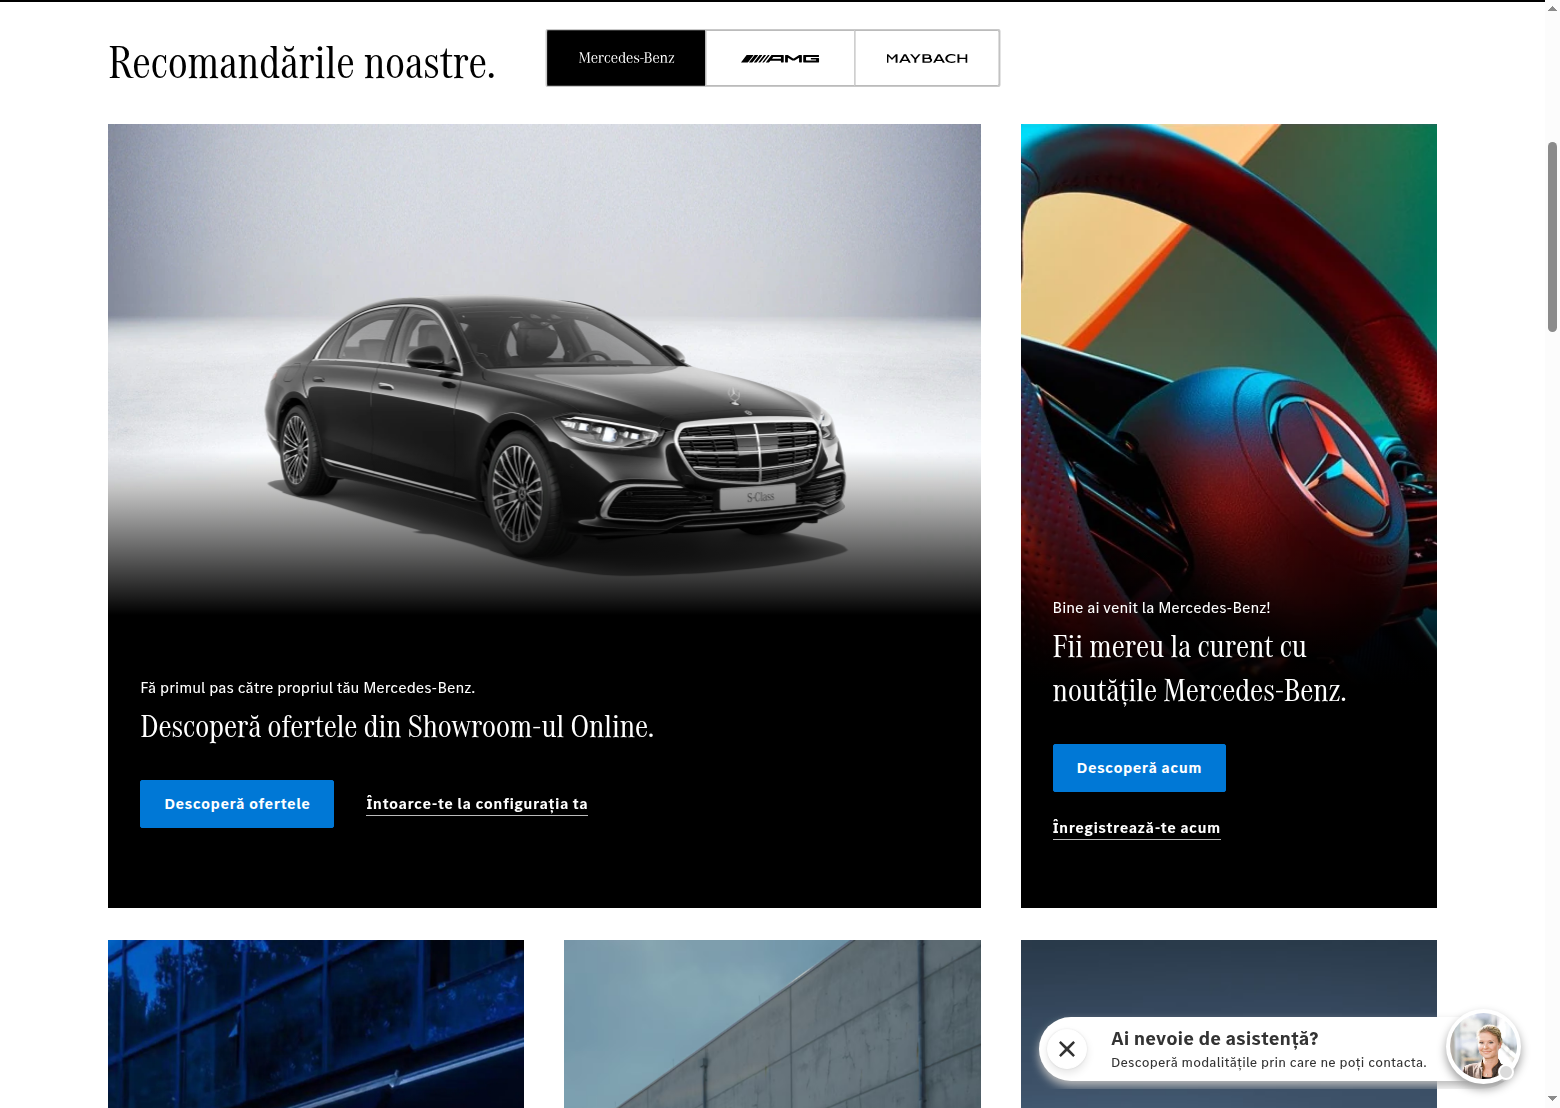 Recomandările noastre.
Mercedes-Benz
AMG
MAYBACH
S-Class
Fă primul pas către propriul tău Mercedes-Benz.
Descoperă ofertele din Showroom-ul Online.
Descoperă ofertele
Întoarce-te la configurația ta
Bine ai venit la Mercedes-Benz!
Fii mereu la curent cu
noutățile Mercedes-Benz.
Descoperă acum
Înregistrează-te acum
Ai nevoie de asistență?
Descoperă modalitățile prin care ne poți contacta.